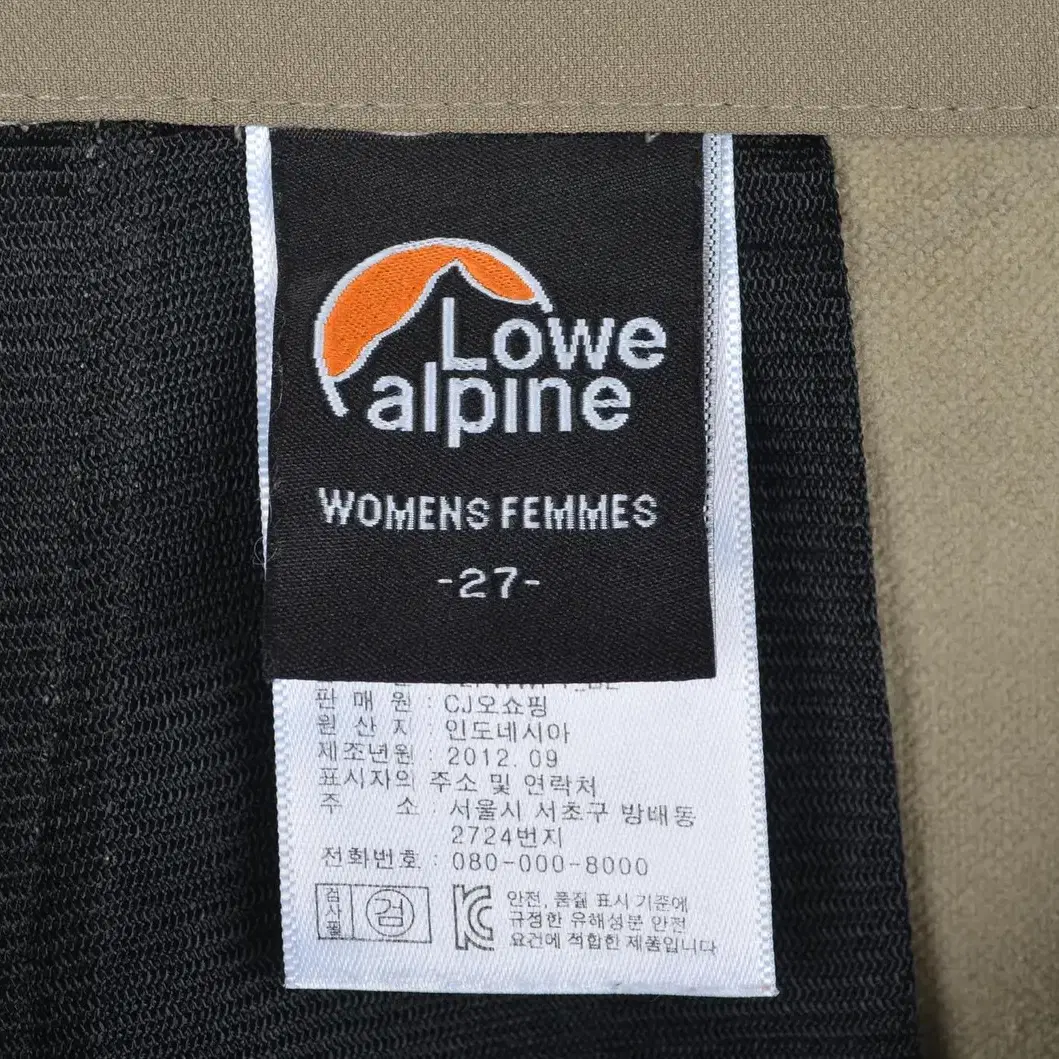 Lowe
alpine
WOMENS FEMMES
-27-
판 매 원 : CJ오쇼핑
원 산 지 : 인도네시아
제조년원 : 2012. 09
표시자의 주소 및 연락처
주 소 : 서울시 서초구 방배동
2724번지
전화번호 : 080-000-8000
검사필 검
안전, 품질 표시 기준에
규정한 유해성분 안전
요건에 적합한 제품입니다